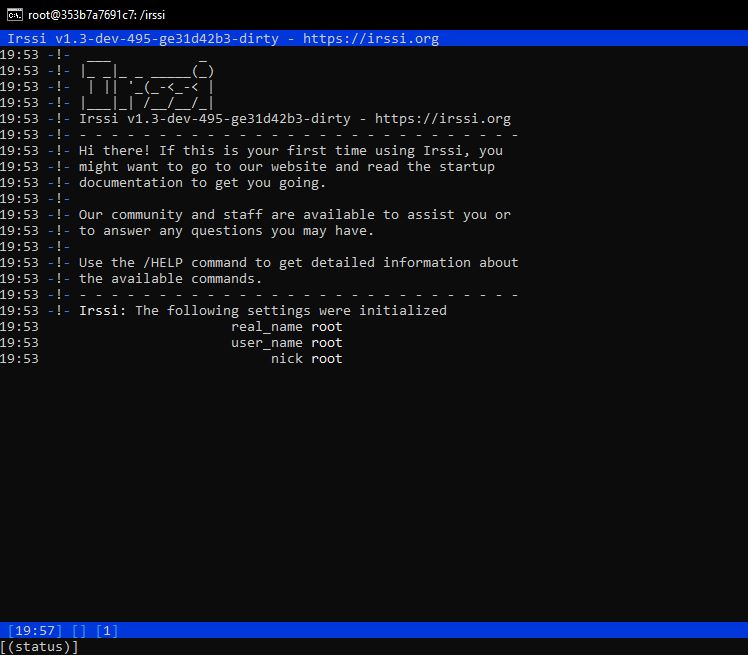 root@353b7a7691c7: /irssi
Irssi v1.3-dev-495-ge31d42b3-dirty - https://irssi.org
19:53 -!-  ___           _
19:53 -!- |_ _|_ _ _____(_)
19:53 -!-  | || '_(_-<_-< |
19:53 -!- |___|_| /__/__/_|
19:53 -!- Irssi v1.3-dev-495-ge31d42b3-dirty - https://irssi.org
19:53 -!- - - - - - - - - - - - - - - - - - - - - - - - - - - - -
19:53 -!- Hi there! If this is your first time using Irssi, you
19:53 -!- might want to go to our website and read the startup
19:53 -!- documentation to get you going.
19:53 -!-
19:53 -!- Our community and staff are available to assist you or
19:53 -!- to answer any questions you may have.
19:53 -!-
19:53 -!- Use the /HELP command to get detailed information about
19:53 -!- the available commands.
19:53 -!- - - - - - - - - - - - - - - - - - - - - - - - - - - - -
19:53 -!- Irssi: The following settings were initialized
19:53                        real_name root
19:53                        user_name root
19:53                             nick root
[19:57] [] [1]
[(status)]